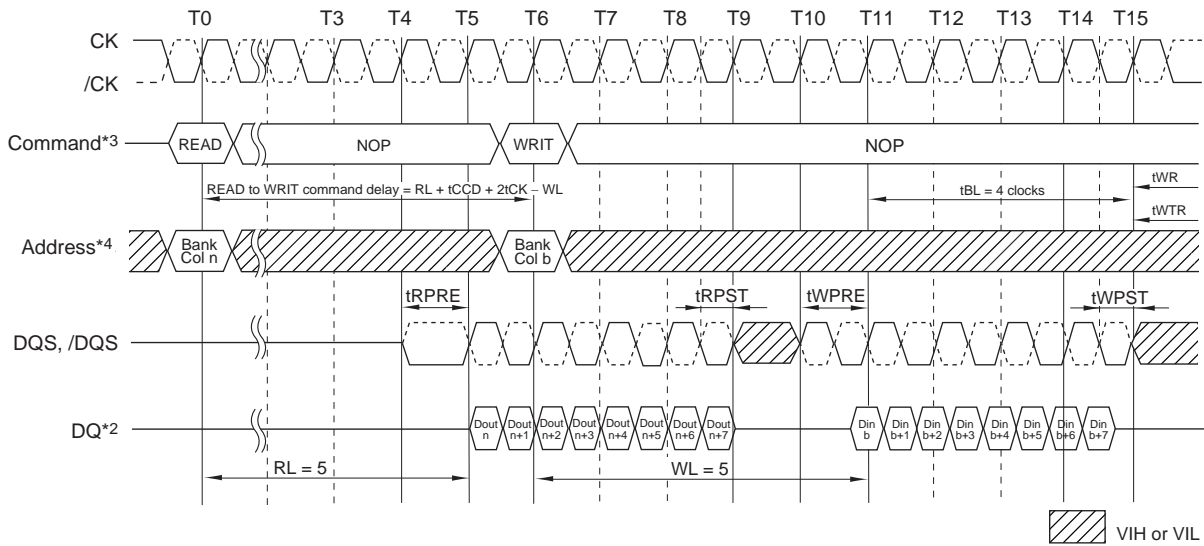 T0 T3 T4 T5 T6 T7 T8 T9 T10 T11 T12 T13 T14 T15
CK
/CK
Command*3 READ NOP WRIT NOP
READ to WRIT command delay = RL + tCCD + 2tCK – WL
tBL = 4 clocks
tWR
tWTR
Address*4
Bank
Col n
Bank
Col b
tRPRE tRPST tWPRE tWPST
DQS, /DQS
DQ*2
Dout
n
Dout
n+1
Dout
n+2
Dout
n+3
Dout
n+4
Dout
n+5
Dout
n+6
Dout
n+7
Din
b
Din
b+1
Din
b+2
Din
b+3
Din
b+4
Din
b+5
Din
b+6
Din
b+7
RL = 5 WL = 5
VIH or VIL